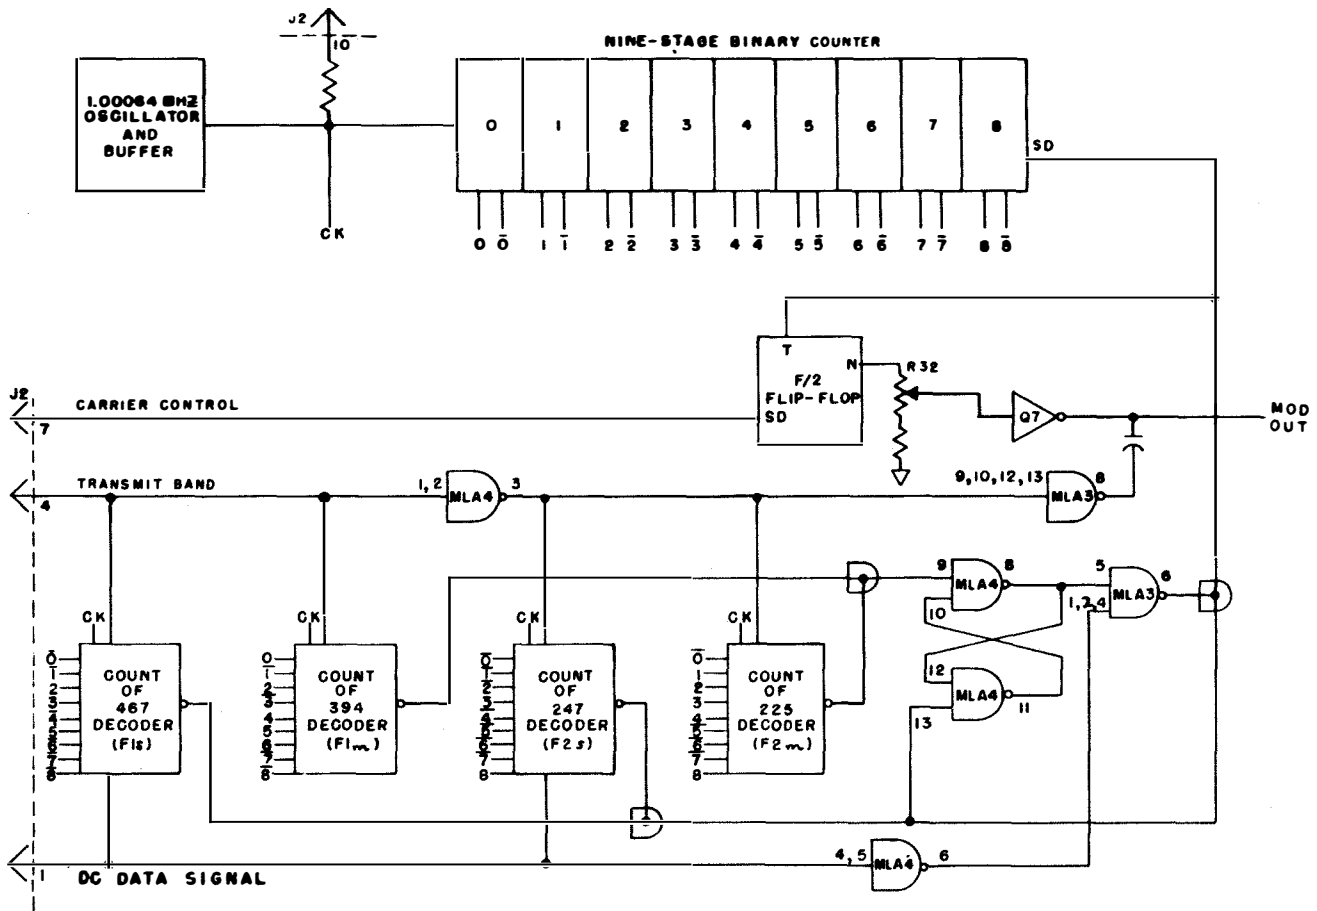 J2
10
NINE-STAGE BINARY COUNTER
OSCILLATOR
AND
BUFFER
0 1 2 3 4 5 6 7 8
SD
CK
0 0̅ 1 1̅ 2 2̅ 3 3̅ 4 4̅ 5 5̅ 6 6̅ 7 7̅ 8 8̅
T
N
R32
F/2
FLIP-FLOP
SD
J2
CARRIER CONTROL
7
Q7
MOD
OUT
TRANSMIT BAND
4
1, 2
MLA4
3
9, 10, 12, 13
MLA3
8
9
MLA4
8
10
5
1, 2, 4
MLA3
6
12
MLA4
11
13
CK
COUNT
OF
467
DECODER
(F1s)
CK
COUNT
OF
394
DECODER
(F1m)
CK
COUNT
OF
247
DECODER
(F2s)
CK
COUNT
OF
225
DECODER
(F2m)
4, 5
MLA4
6
1
DC DATA SIGNAL